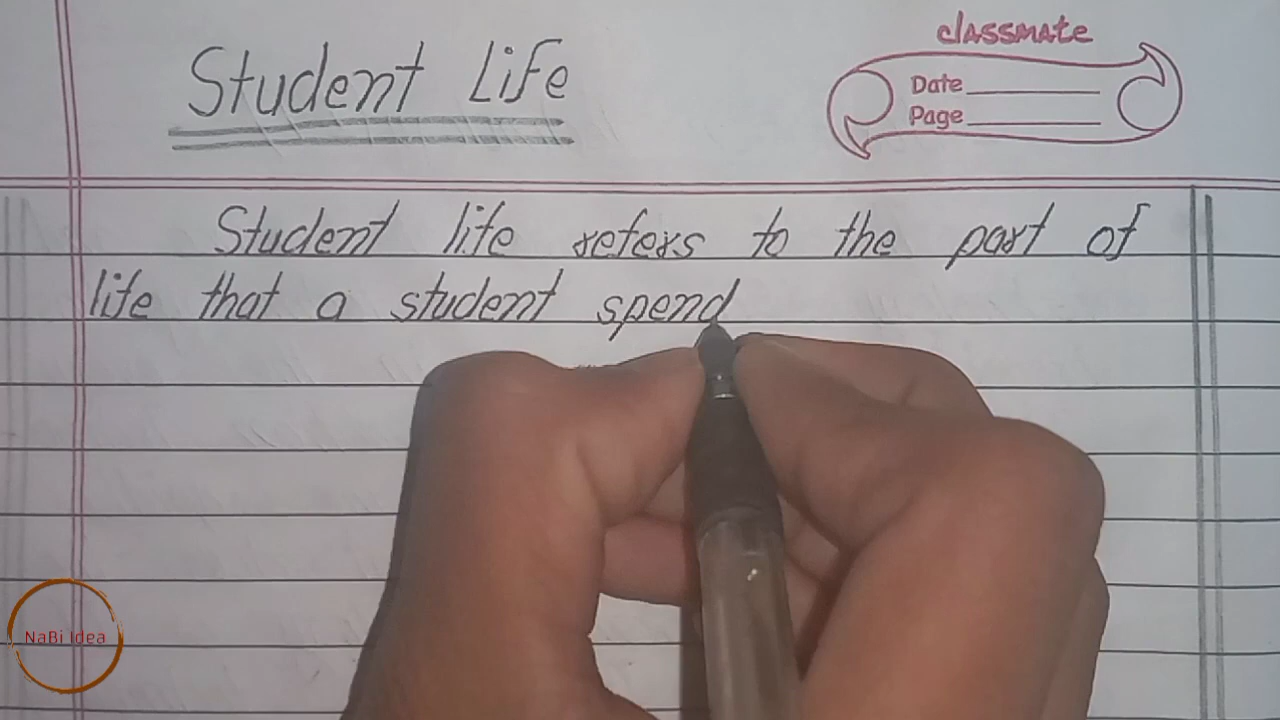 Student Life
classmate
Date
Page
Student life refers to the part of
life that a student spend
NaBi Idea